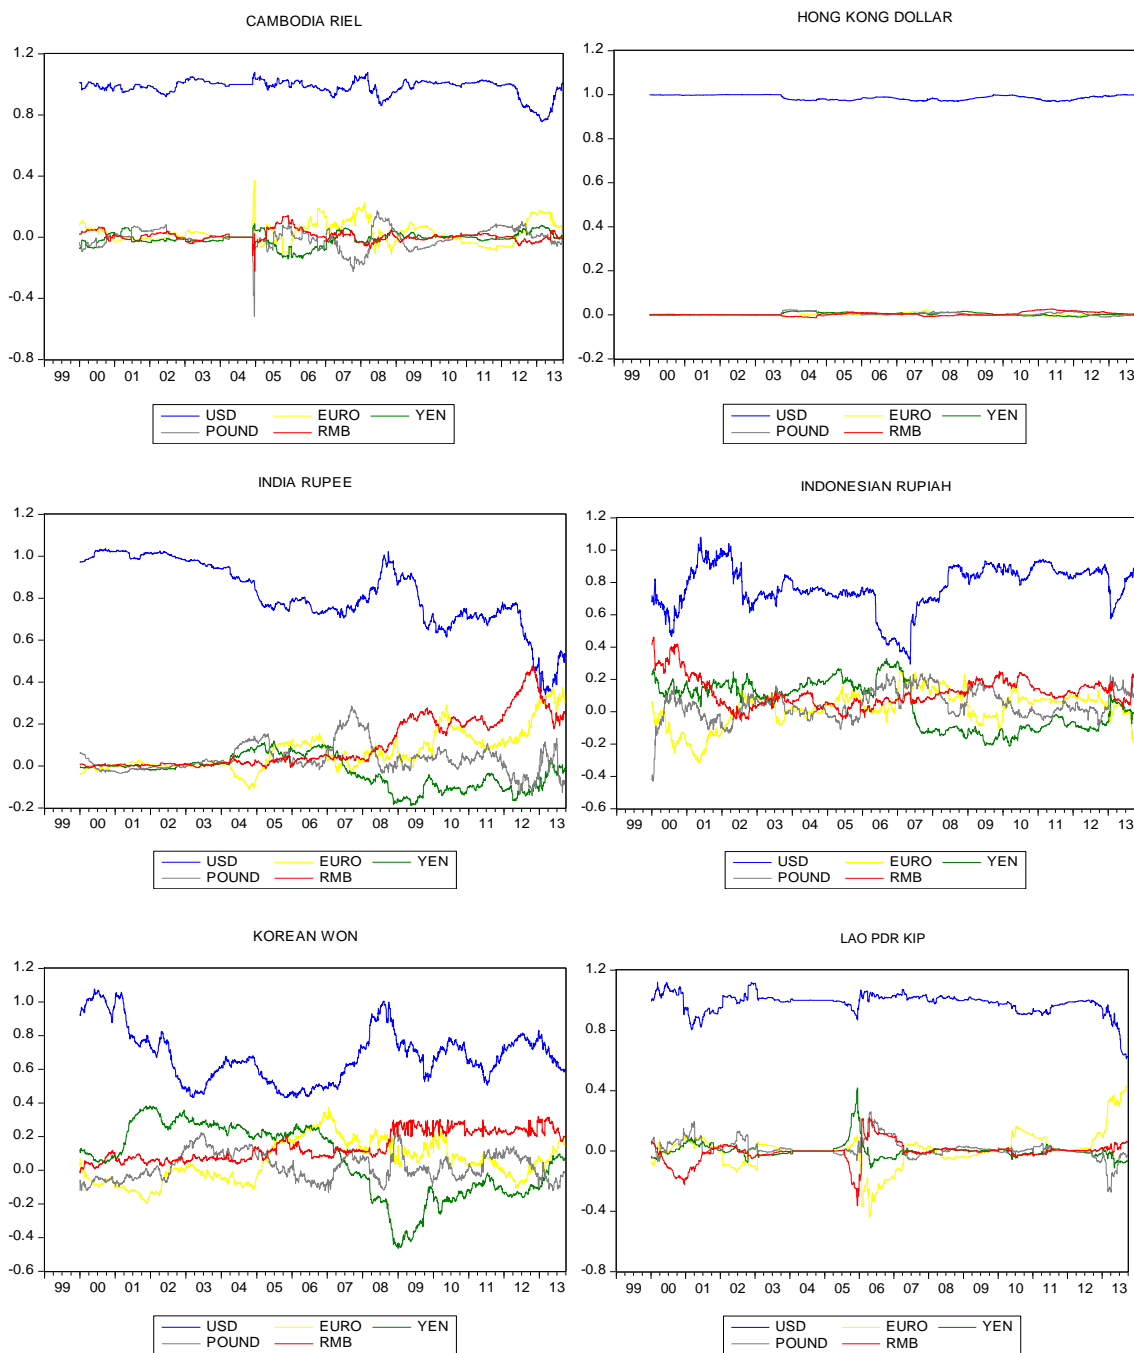 CAMBODIA RIEL
1.2
0.8
0.4
0.0
-0.4
-0.8
99 00 01 02 03 04 05 06 07 08 09 10 11 12 13
USD EURO YEN
POUND RMB
HONG KONG DOLLAR
1.2
1.0
0.8
0.6
0.4
0.2
0.0
-0.2
99 00 01 02 03 04 05 06 07 08 09 10 11 12 13
USD EURO YEN
POUND RMB
INDIA RUPEE
1.2
1.0
0.8
0.6
0.4
0.2
0.0
-0.2
99 00 01 02 03 04 05 06 07 08 09 10 11 12 13
USD EURO YEN
POUND RMB
INDONESIAN RUPIAH
1.2
1.0
0.8
0.6
0.4
0.2
0.0
-0.2
-0.4
-0.6
99 00 01 02 03 04 05 06 07 08 09 10 11 12 13
USD EURO YEN
POUND RMB
KOREAN WON
1.2
1.0
0.8
0.6
0.4
0.2
0.0
-0.2
-0.4
-0.6
99 00 01 02 03 04 05 06 07 08 09 10 11 12 13
USD EURO YEN
POUND RMB
LAO PDR KIP
1.2
0.8
0.4
0.0
-0.4
-0.8
99 00 01 02 03 04 05 06 07 08 09 10 11 12 13
USD EURO YEN
POUND RMB